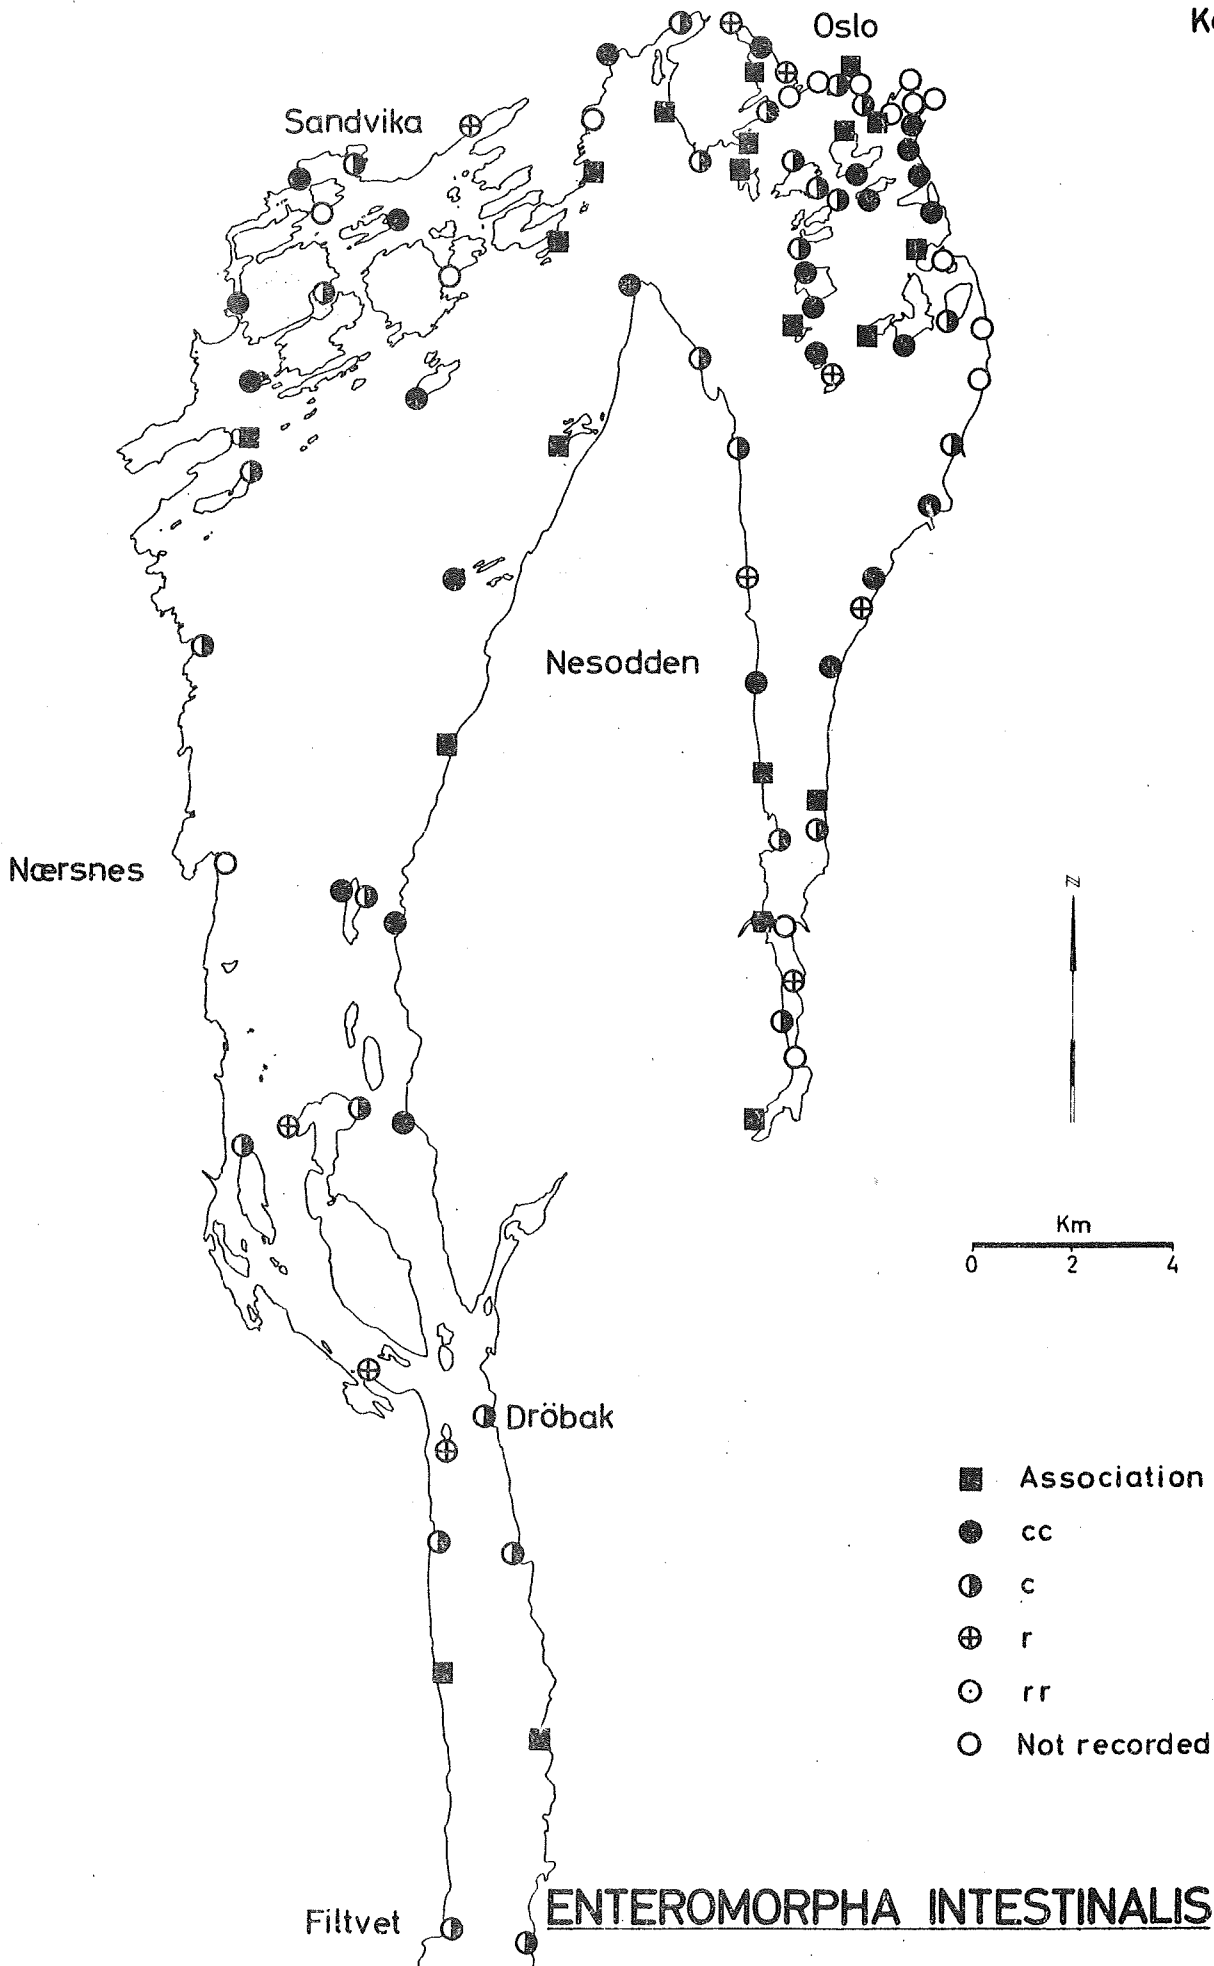 Oslo
Sandvika
Nesodden
Nærsnes
N
Km
0 2 4
Dröbak
Association
cc
c
r
rr
Not recorded
Filtvet
ENTEROMORPHA INTESTINALIS